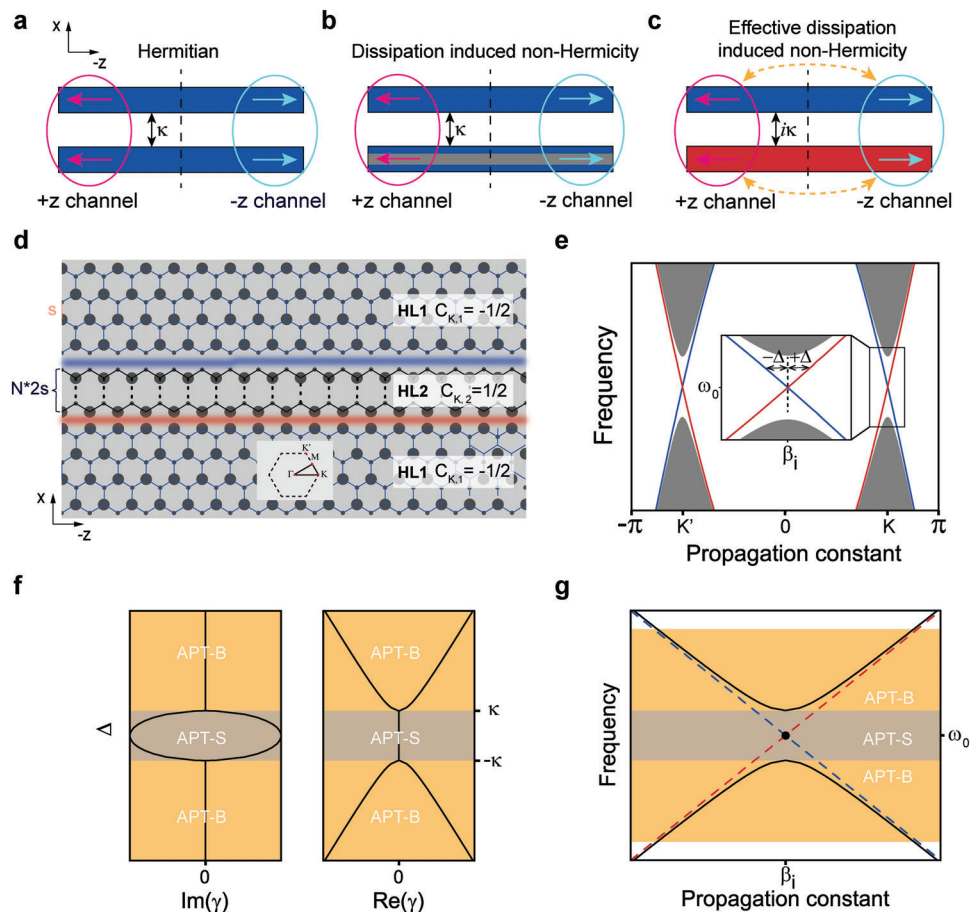 a
X
-z
Hermitian
κ
+z channel
-z channel
b
Dissipation induced non-Hermicity
κ
+z channel
-z channel
c
Effective dissipation
induced non-Hermicity
iκ
+z channel
-z channel
d
s
HL1 C_K,1 = -1/2
N*2s
HL2 C_K,2 = 1/2
HL1 C_K,1 = -1/2
K'
M
Γ
K
X
-z
e
Frequency
ω₀
-Δ +Δ
β_i
-π
K'
0
K
π
Propagation constant
f
Δ
APT-B
APT-S
APT-B
0
Im(γ)
APT-B
APT-S
APT-B
κ
-κ
0
Re(γ)
g
Frequency
APT-B
APT-S
APT-B
ω₀
β_i
Propagation constant